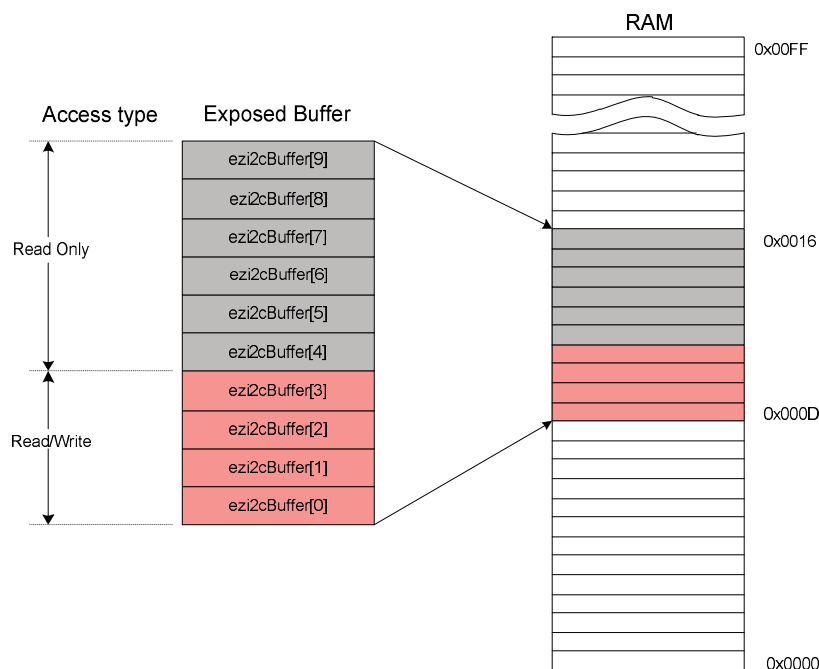 RAM
0x00FF
Access type
Exposed Buffer
ezi2cBuffer[9]
ezi2cBuffer[8]
ezi2cBuffer[7]
Read Only
0x0016
ezi2cBuffer[6]
ezi2cBuffer[5]
ezi2cBuffer[4]
ezi2cBuffer[3]
0x000D
ezi2cBuffer[2]
Read/Write
ezi2cBuffer[1]
ezi2cBuffer[0]
0x0000